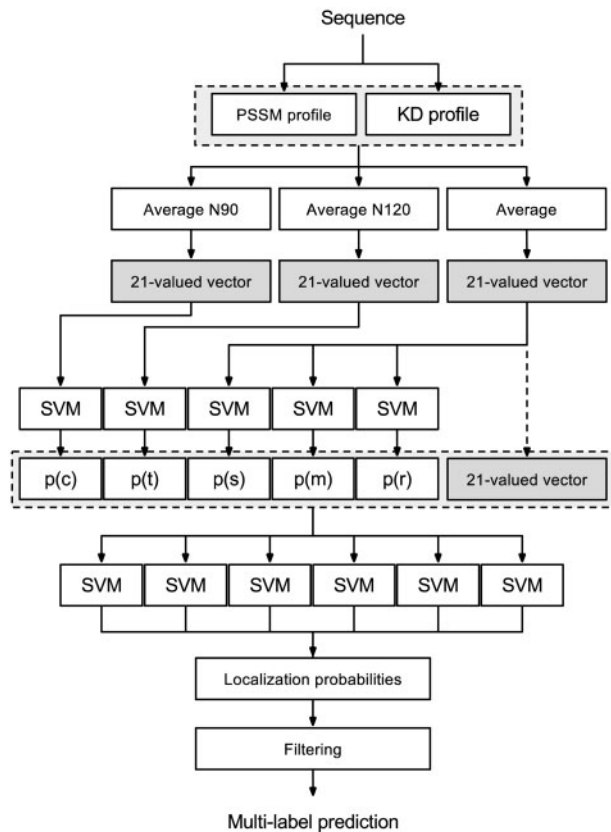 Sequence
PSSM profile KD profile
Average N90 Average N120 Average
21-valued vector 21-valued vector 21-valued vector
SVM SVM SVM SVM SVM
p(c) p(t) p(s) p(m) p(r) 21-valued vector
SVM SVM SVM SVM SVM SVM
Localization probabilities
Filtering
Multi-label prediction